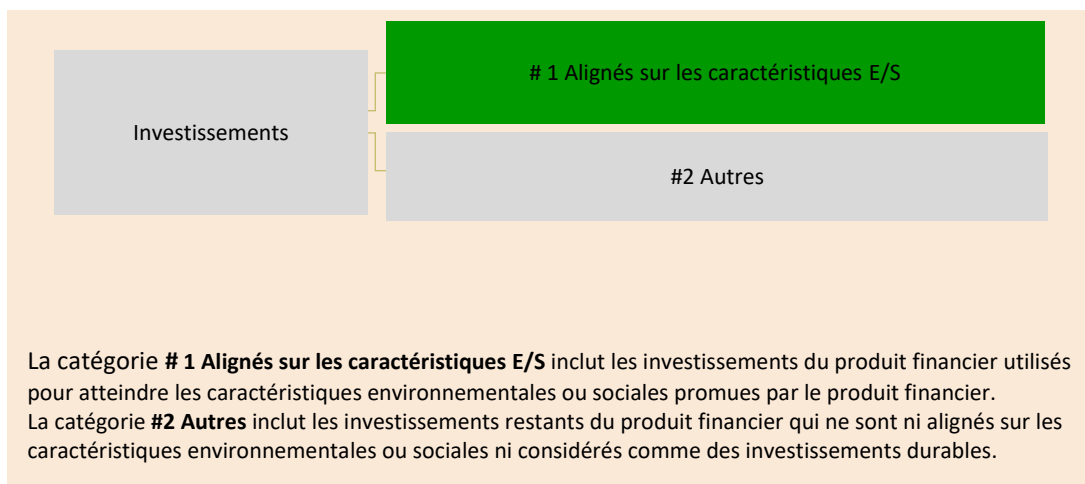 # 1 Alignés sur les caractéristiques E/S
Investissements
#2 Autres
La catégorie # 1 Alignés sur les caractéristiques E/S inclut les investissements du produit financier utilisés
pour atteindre les caractéristiques environnementales ou sociales promues par le produit financier.
La catégorie #2 Autres inclut les investissements restants du produit financier qui ne sont ni alignés sur les
caractéristiques environnementales ou sociales ni considérés comme des investissements durables.